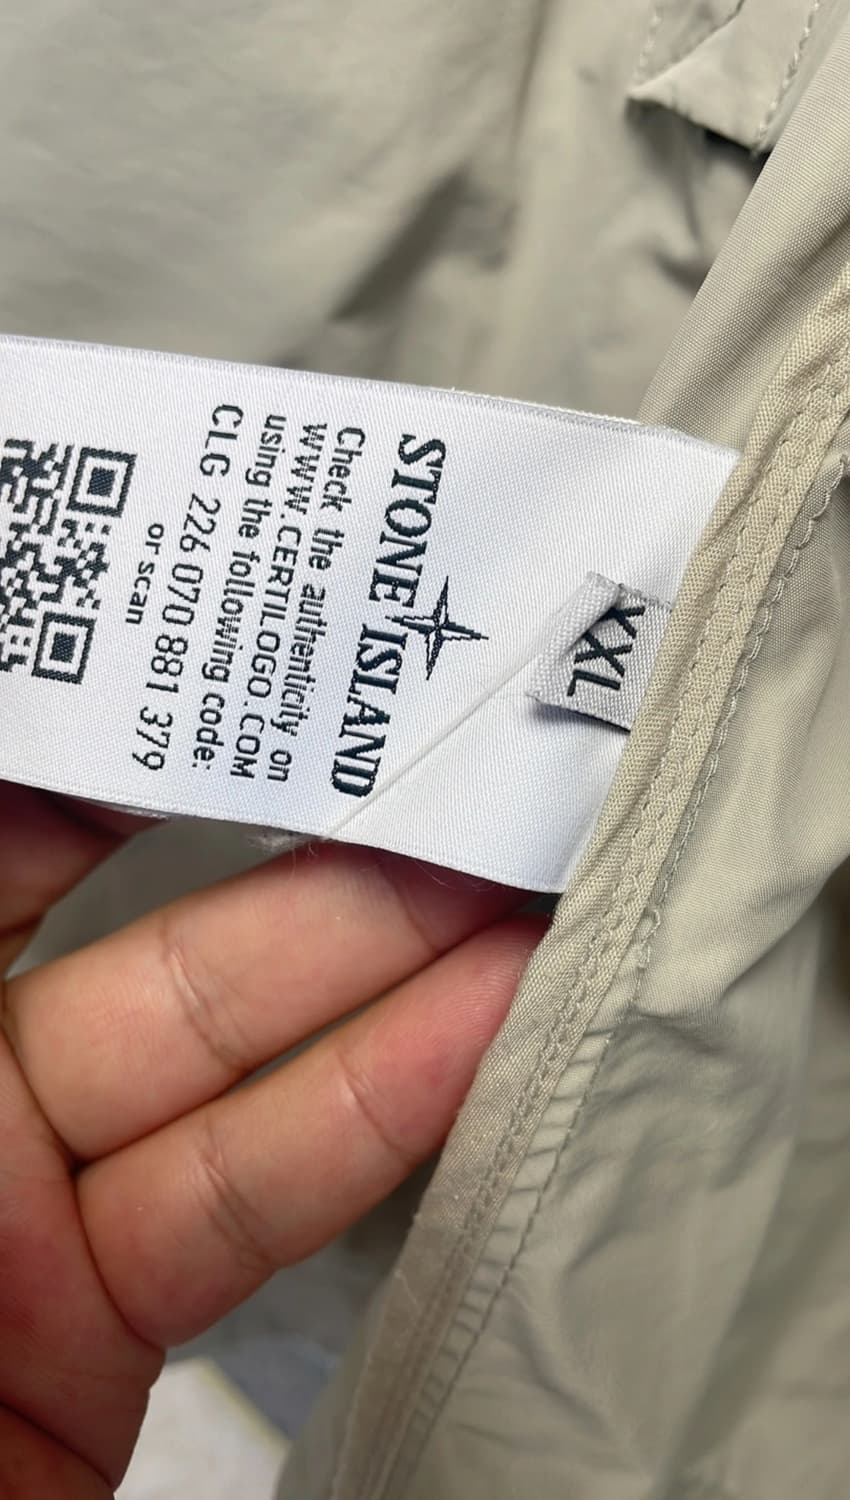 XXL
STONE ISLAND
Check the authenticity on
WWW.CERTILOGO.COM
using the following code:
CLG 226 070 881 379
or scan